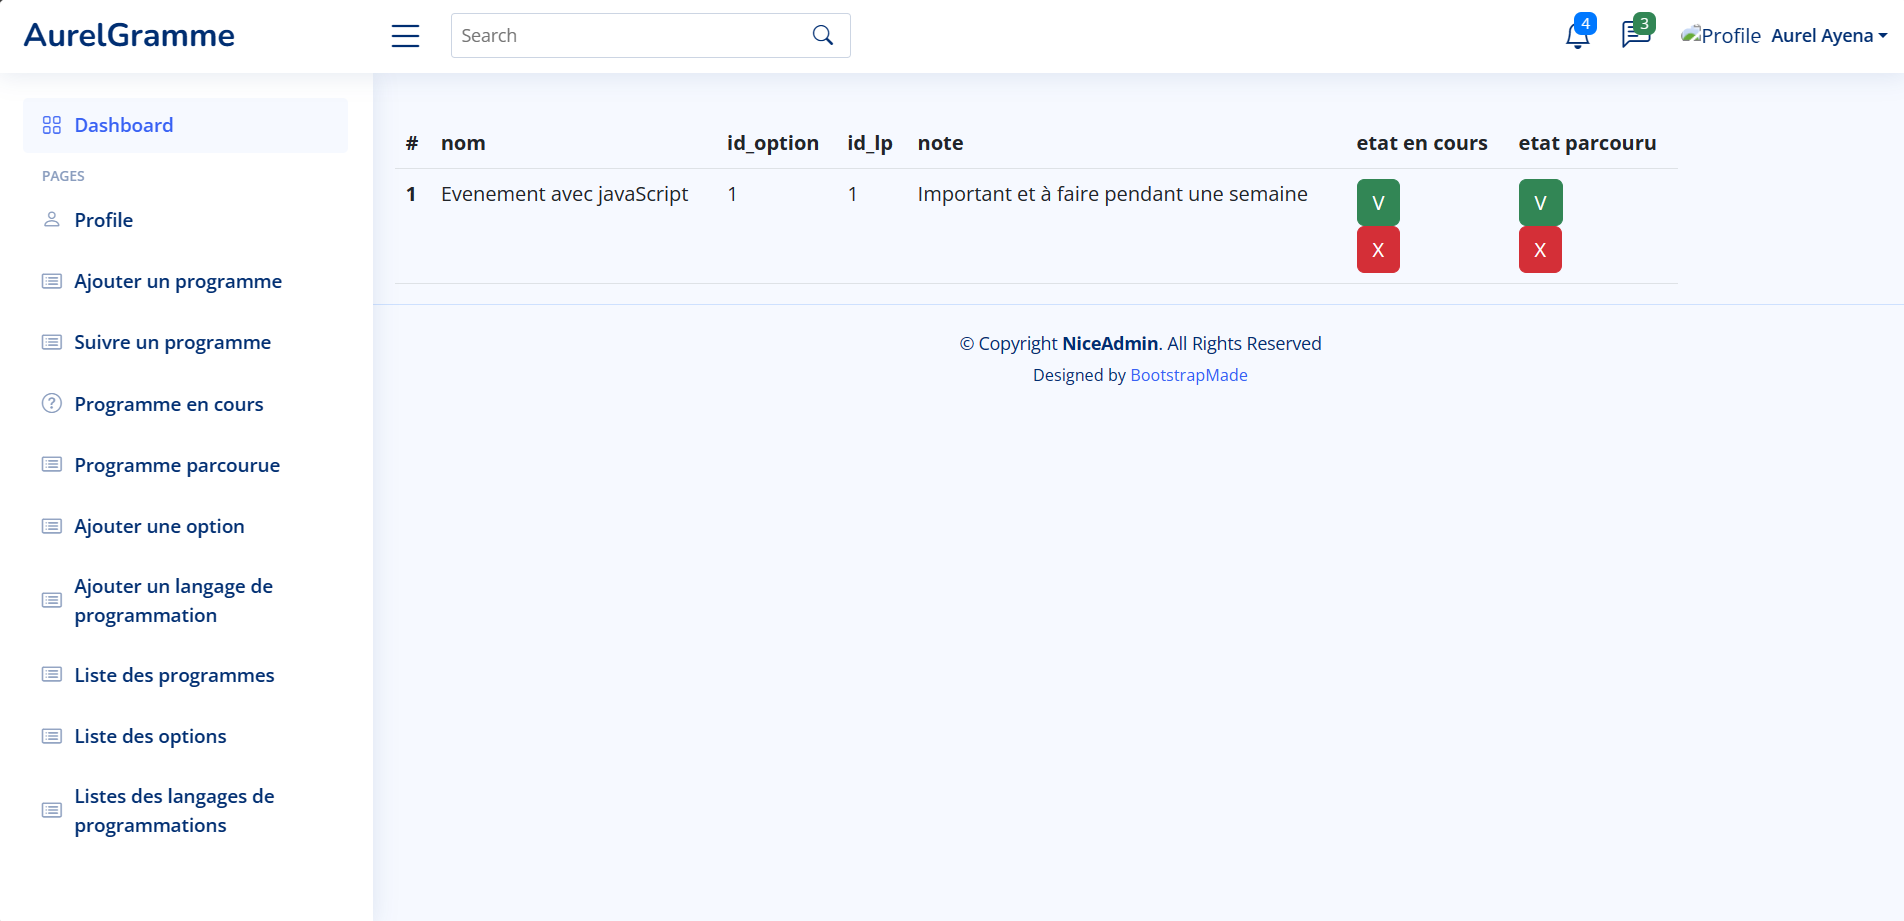 AurelGramme
Search
4
3
Profile
Aurel Ayena
Dashboard
PAGES
Profile
Ajouter un programme
Suivre un programme
Programme en cours
Programme parcourue
Ajouter une option
Ajouter un langage de
programmation
Liste des programmes
Liste des options
Listes des langages de
programmations
# nom id_option id_lp note etat en cours etat parcouru
1 Evenement avec javaScript 1 1 Important et à faire pendant une semaine V V
X X
© Copyright NiceAdmin. All Rights Reserved
Designed by BootstrapMade